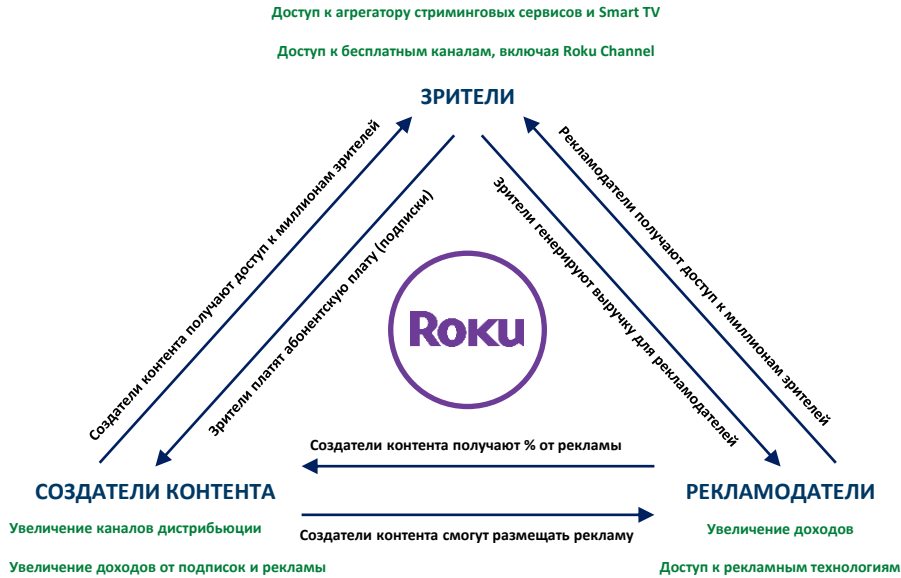 Доступ к агрегатору стриминговых сервисов и Smart TV
Доступ к бесплатным каналам, включая Roku Channel
ЗРИТЕЛИ
Создатели контента получают доступ к миллионам зрителей
Зрители платят абонентскую плату (подписки)
Зрители генерируют выручку для рекламодателей
Рекламодатели получают доступ к миллионам зрителей
Roku
Создатели контента получают % от рекламы
СОЗДАТЕЛИ КОНТЕНТА
РЕКЛАМОДАТЕЛИ
Увеличение каналов дистрибьюции
Создатели контента смогут размещать рекламу
Увеличение доходов
Увеличение доходов от подписок и рекламы
Доступ к рекламным технологиям